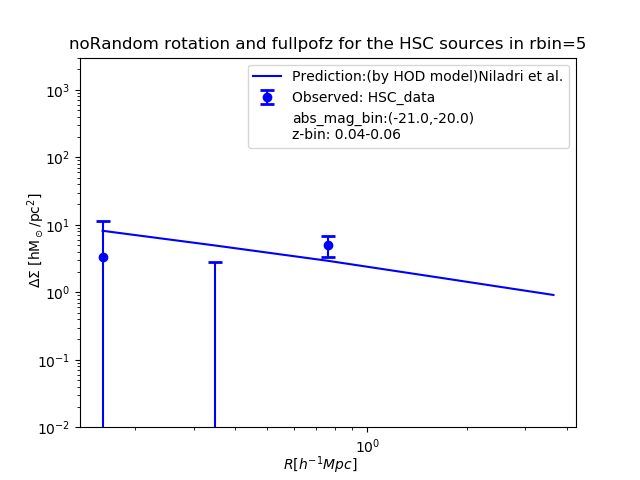 noRandom rotation and fullpofz for the HSC sources in rbin=5
Prediction:(by HOD model)Niladri et al.
Observed: HSC_data
abs_mag_bin:(-21.0,-20.0)
z-bin: 0.04-0.06
10³
10²
10¹
10⁰
10⁻¹
10⁻²
ΔΣ [hM⊙/pc²]
10⁰
R[h⁻¹Mpc]